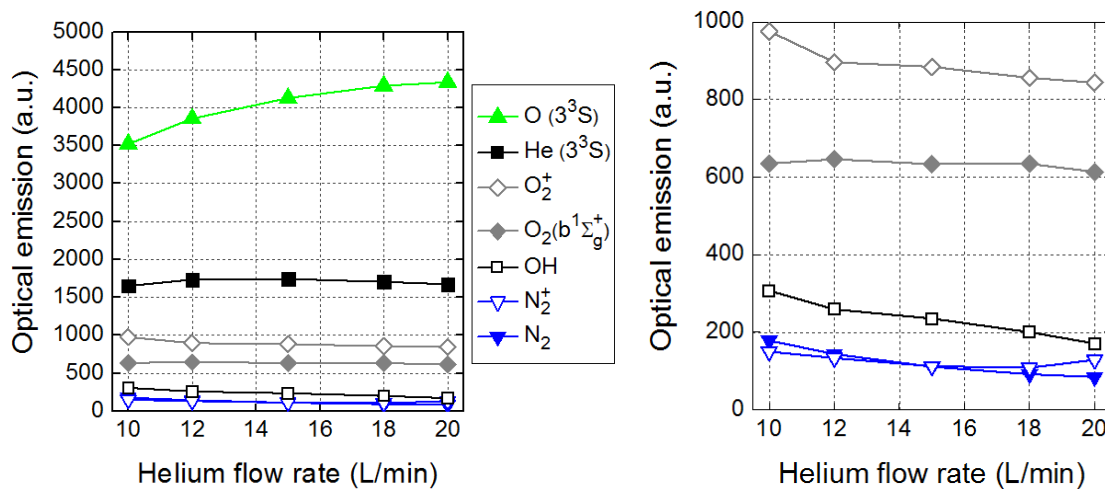 5000
4500
4000
3500
3000
2500
2000
1500
1000
500
0
Optical emission (a.u.)
10 12 14 16 18 20
Helium flow rate (L/min)
O (3³S)
He (3³S)
O₂⁺
O₂(b¹Σg⁺)
OH
N₂⁺
N₂
1000
800
600
400
200
0
Optical emission (a.u.)
10 12 14 16 18 20
Helium flow rate (L/min)